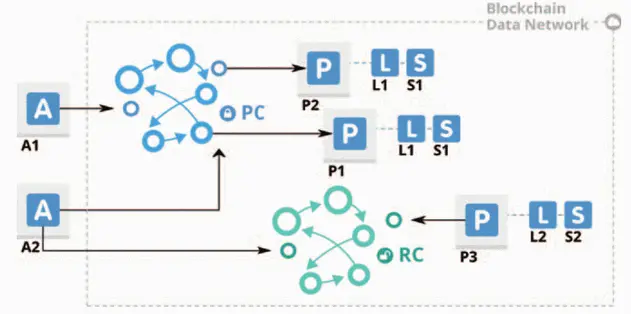 Blockchain
Data Network
A
A1
PC
P
P2
L S
L1 S1
P
P1
L S
L1 S1
A
A2
RC
P
P3
L S
L2 S2